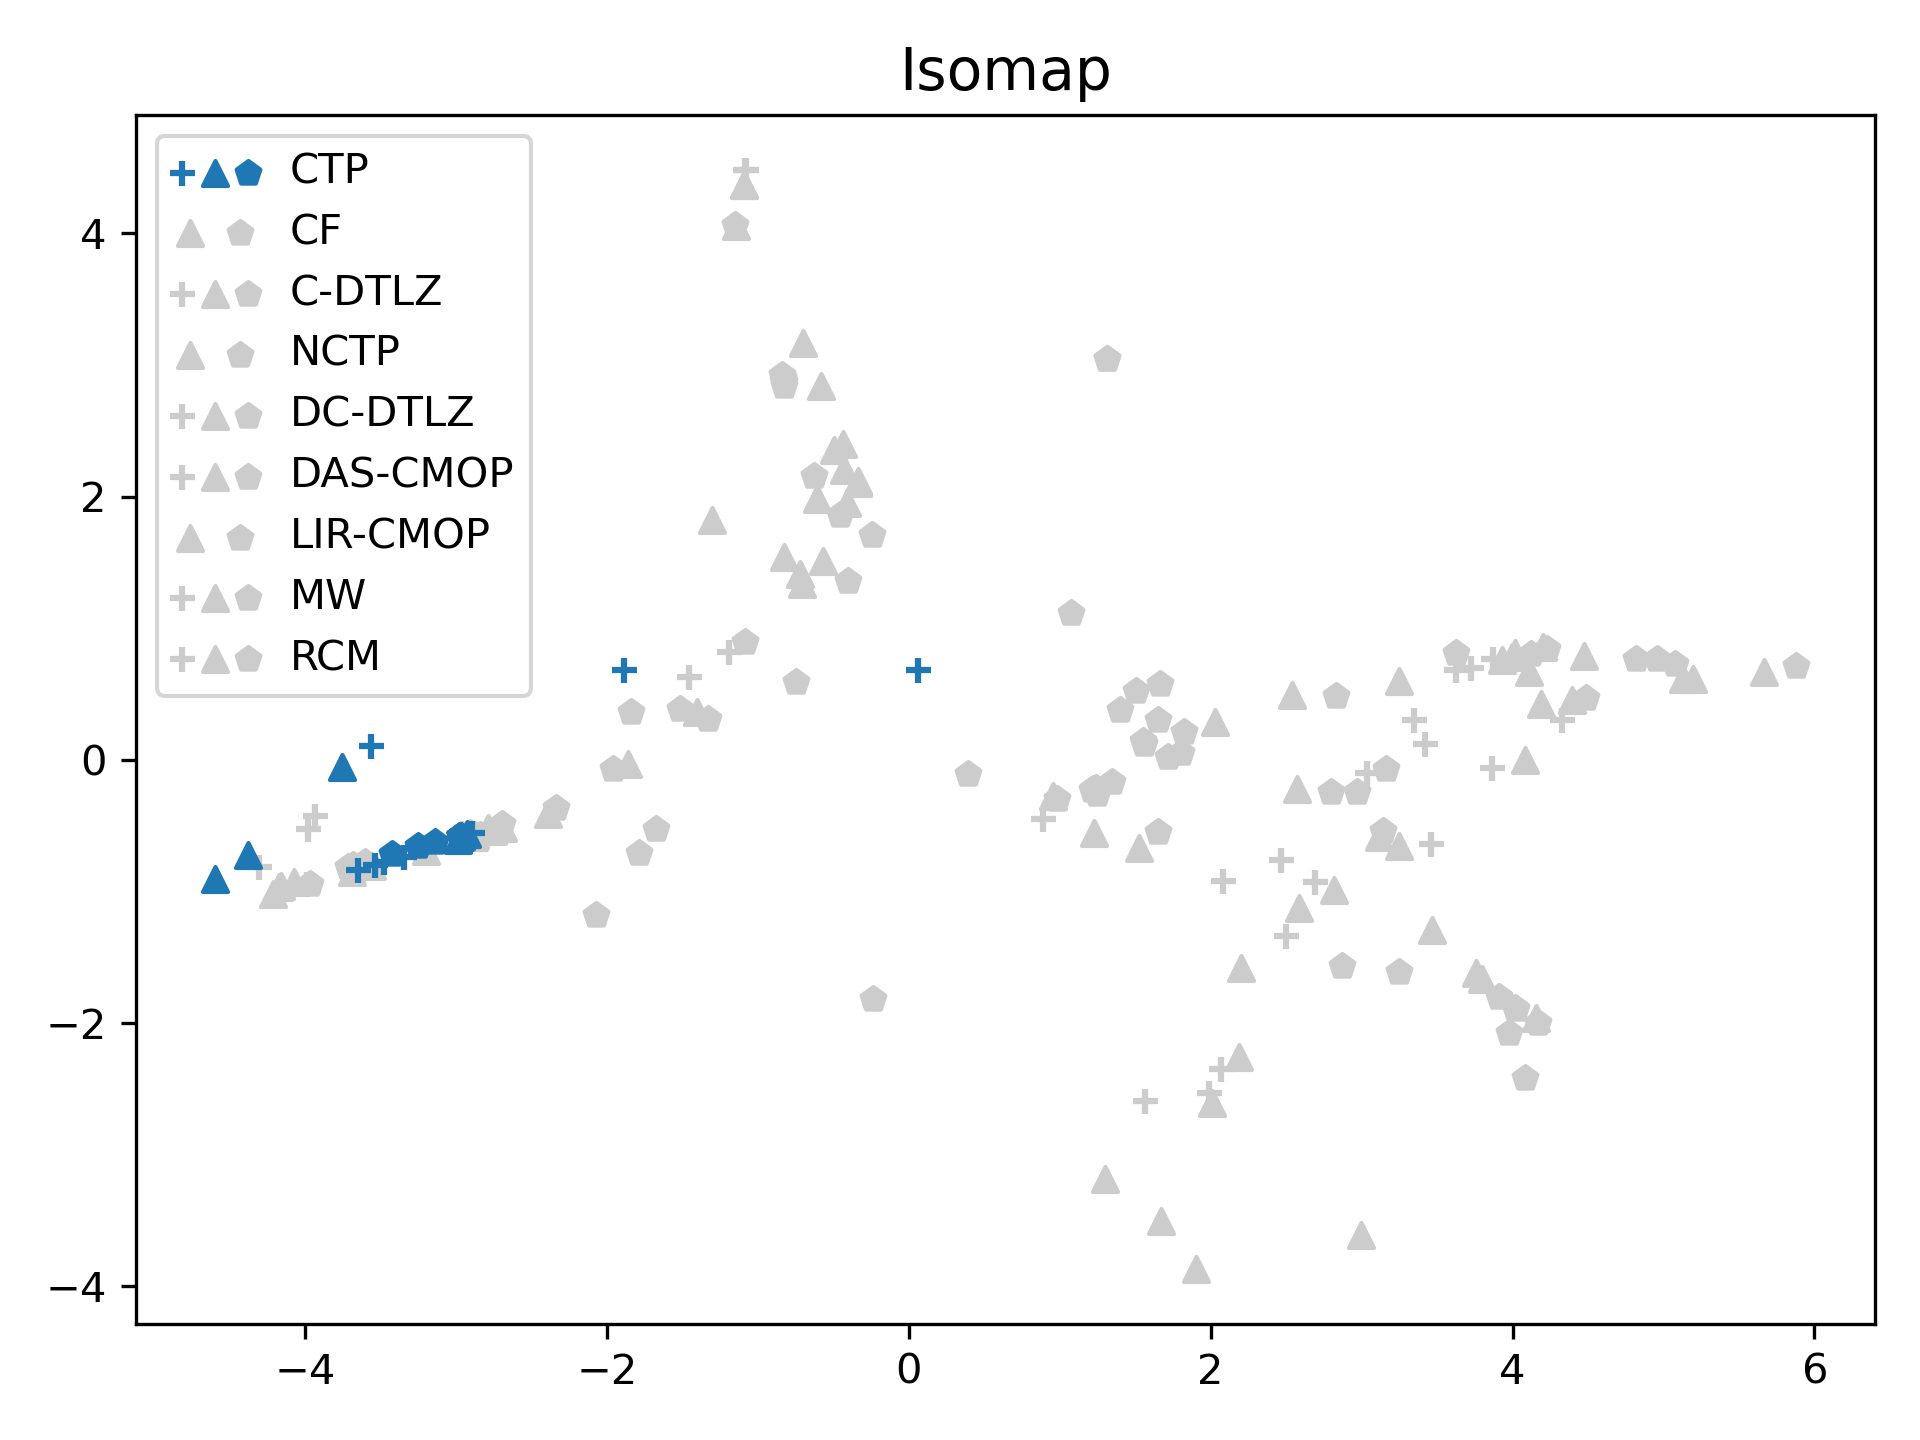 Isomap
CTP
CF
C-DTLZ
NCTP
DC-DTLZ
DAS-CMOP
LIR-CMOP
MW
RCM
4
2
0
−2
−4
−4 −2 0 2 4 6